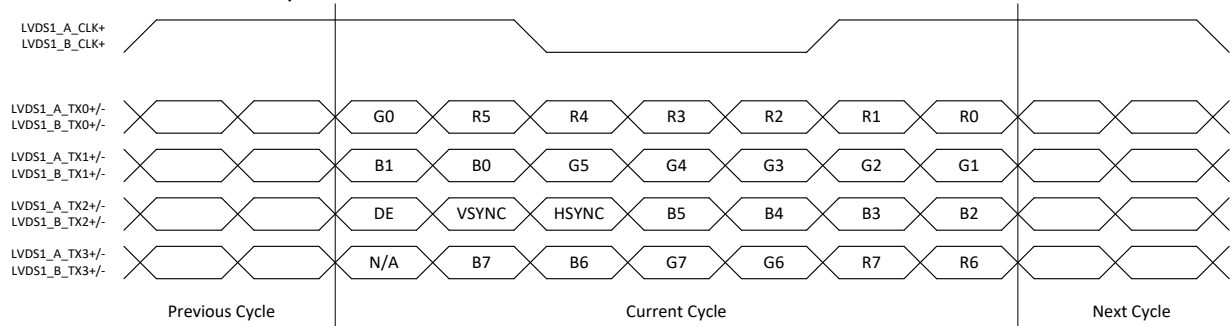 LVDS1_A_CLK+
LVDS1_B_CLK+
LVDS1_A_TX0+/-
LVDS1_B_TX0+/-
G0 R5 R4 R3 R2 R1 R0
LVDS1_A_TX1+/-
LVDS1_B_TX1+/-
B1 B0 G5 G4 G3 G2 G1
LVDS1_A_TX2+/-
LVDS1_B_TX2+/-
DE VSYNC HSYNC B5 B4 B3 B2
LVDS1_A_TX3+/-
LVDS1_B_TX3+/-
N/A B7 B6 G7 G6 R7 R6
Previous Cycle Current Cycle Next Cycle